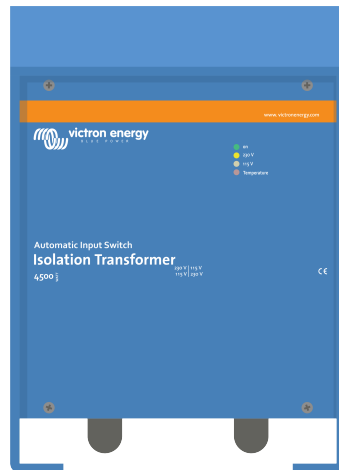 www. victronenergy.com
victron energy
BLUE POWER
on
230 V
115 V
Temperature
Automatic Input Switch
Isolation Transformer
230 V | 115 V
115 V | 230 V
4500
CE